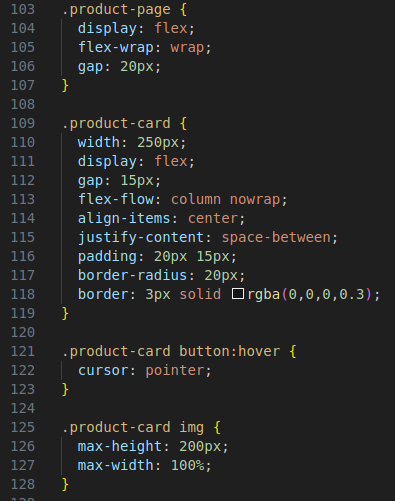 103 .product-page {
104   display: flex;
105   flex-wrap: wrap;
106   gap: 20px;
107 }
108
109 .product-card {
110   width: 250px;
111   display: flex;
112   gap: 15px;
113   flex-flow: column nowrap;
114   align-items: center;
115   justify-content: space-between;
116   padding: 20px 15px;
117   border-radius: 20px;
118   border: 3px solid rgba(0,0,0,0.3);
119 }
120
121 .product-card button:hover {
122   cursor: pointer;
123 }
124
125 .product-card img {
126   max-height: 200px;
127   max-width: 100%;
128 }